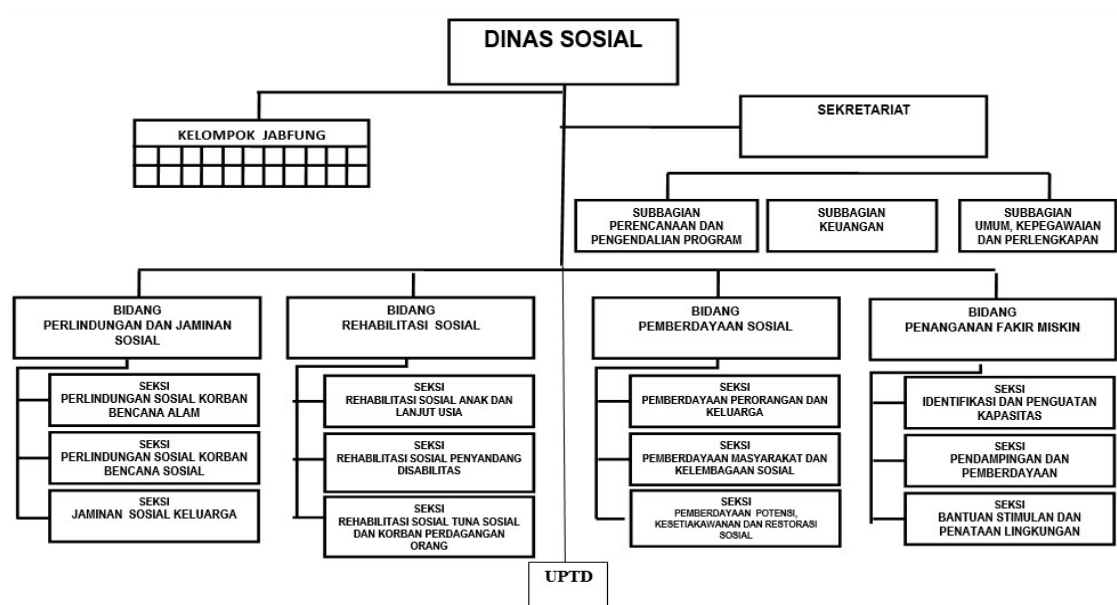 DINAS SOSIAL
KELOMPOK JABFUNG
SEKRETARIAT
SUBBAGIAN
PERENCANAAN DAN
PENGENDALIAN PROGRAM
SUBBAGIAN
KEUANGAN
SUBBAGIAN
UMUM, KEPEGAWAIAN
DAN PERLENGKAPAN
BIDANG
PERLINDUNGAN DAN JAMINAN
SOSIAL
SEKSI
PERLINDUNGAN SOSIAL KORBAN
BENCANA ALAM
SEKSI
PERLINDUNGAN SOSIAL KORBAN
BENCANA SOSIAL
SEKSI
JAMINAN SOSIAL KELUARGA
BIDANG
REHABILITASI SOSIAL
SEKSI
REHABILITASI SOSIAL ANAK DAN
LANJUT USIA
SEKSI
REHABILITASI SOSIAL PENYANDANG
DISABILITAS
SEKSI
REHABILITASI SOSIAL TUNA SOSIAL
DAN KORBAN PERDAGANGAN
ORANG
BIDANG
PEMBERDAYAAN SOSIAL
SEKSI
PEMBERDAYAAN PERORANGAN DAN
KELUARGA
SEKSI
PEMBERDAYAAN MASYARAKAT DAN
KELEMBAGAAN SOSIAL
SEKSI
PEMBERDAYAAN POTENSI,
KESETIAKAWANAN DAN RESTORASI
SOSIAL
BIDANG
PENANGANAN FAKIR MISKIN
SEKSI
IDENTIFIKASI DAN PENGUATAN
KAPASITAS
SEKSI
PENDAMPINGAN DAN
PEMBERDAYAAN
SEKSI
BANTUAN STIMULAN DAN
PENATAAN LINGKUNGAN
UPTD